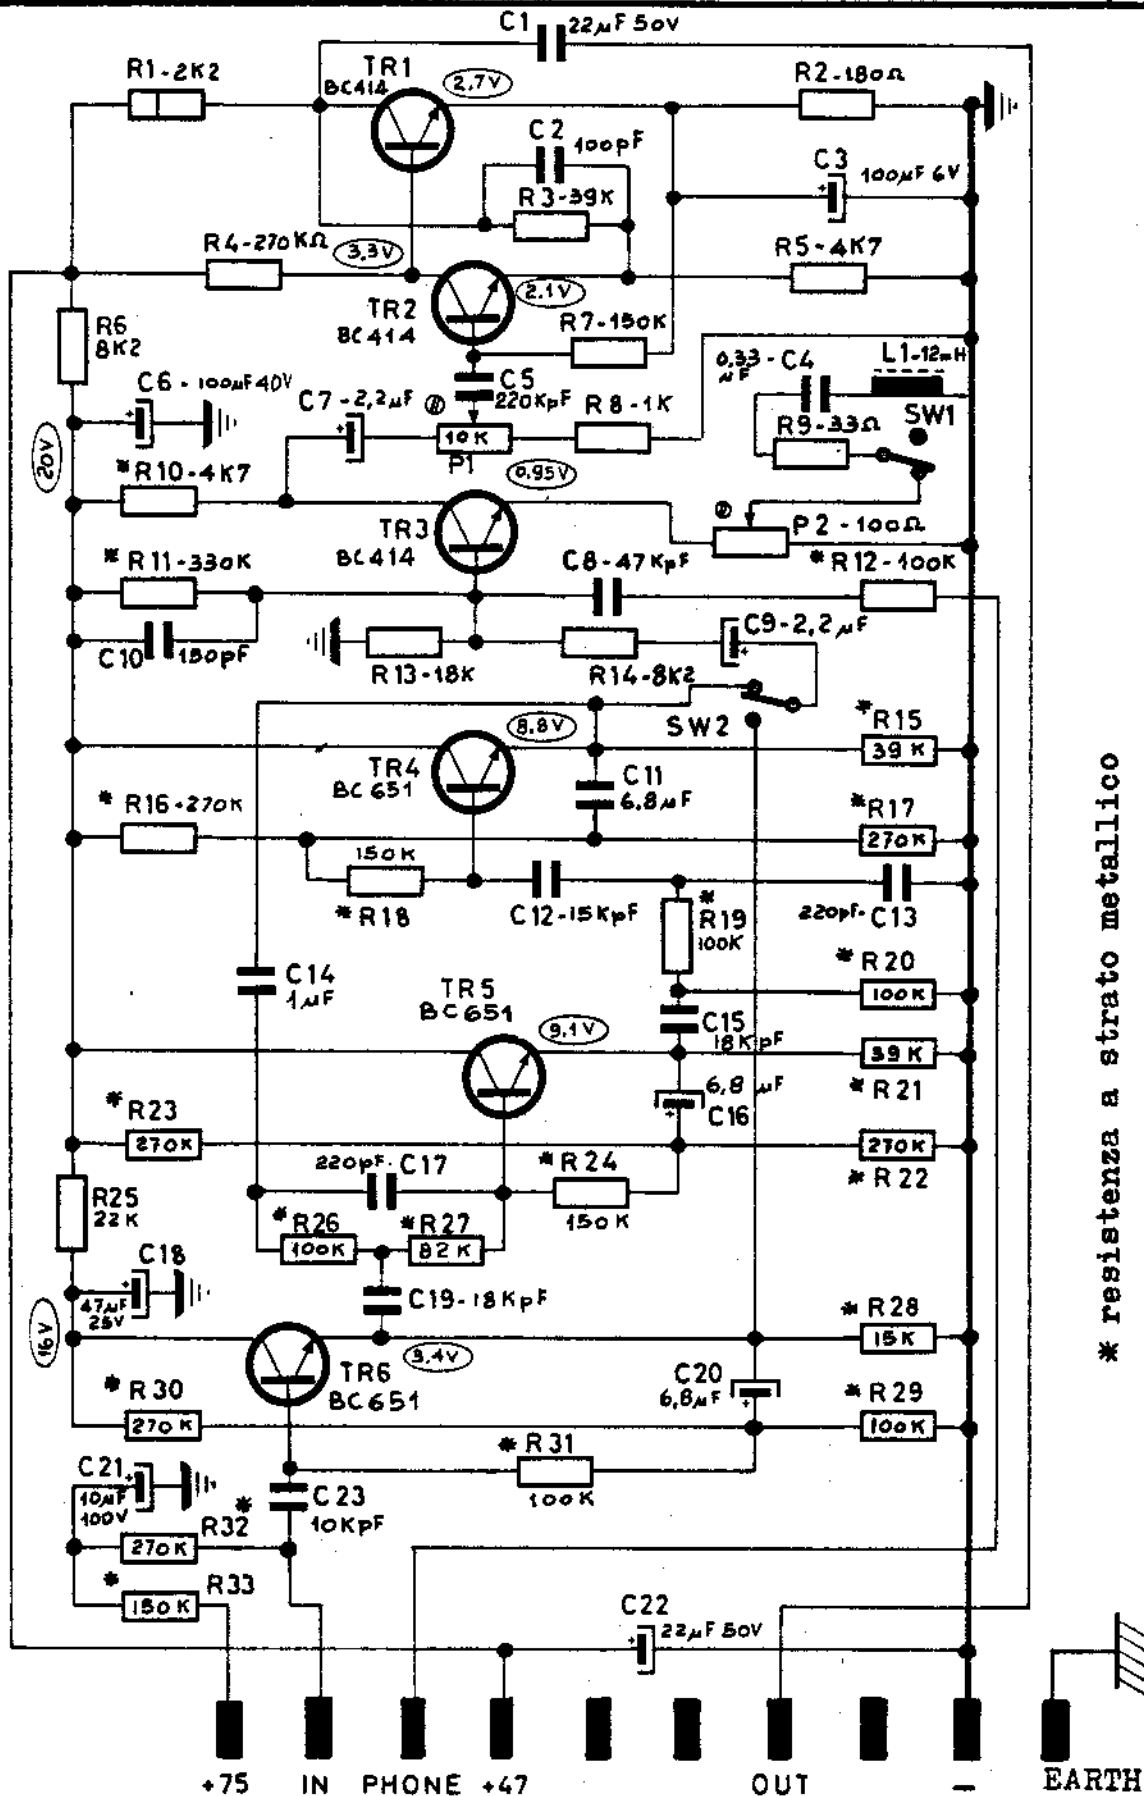 C1 22µF 50V
R1-2K2
TR1
BC414
2.7V
R2-180Ω
C2 100pF
C3 100µF 6V
R3-39K
R4-270KΩ
3,3V
R5-4K7
TR2
BC414
2.1V
R6
8K2
R7-150K
C6-100µF 40V
C7-2,2µF
C5
220KpF
R8-1K
0,33-C4
µF
L1-12mH
SW1
R9-33Ω
10K
P1
20V
*R10-4K7
0,95V
TR3
BC414
P2-100Ω
*R11-330K
C8-47KpF
*R12-100K
C10 150pF
R13-18K
R14-8K2
C9-2,2µF
SW2
8.8V
*R15
39K
TR4
BC651
C11
6,8µF
*R16-270K
*R17
270K
150K
*R18
C12-15KpF
*
R19
100K
220pF-C13
*R20
100K
C14
1µF
TR5
BC651
9.1V
C15
18KpF
39K
*R21
6,8µF
C16
*R23
270K
270K
*R22
220pF-C17
*R24
150K
R25
22K
*R26
100K
*R27
82K
C18
47µF
25V
C19-18KpF
16V
*R28
15K
TR6
BC651
3.4V
C20
6,8µF
*R30
270K
*R29
100K
*R31
100K
C21
10µF
100V
C23
10KpF
R32*
270K
*
R33
150K
C22
22µF 50V
+75 IN PHONE +47 OUT — EARTH
* resistenza a strato metallico